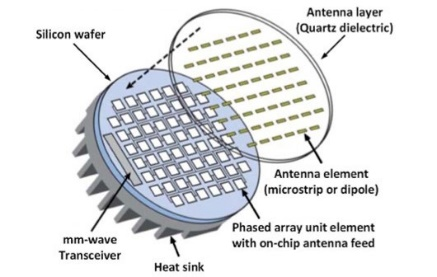 Antenna layer
(Quartz dielectric)
Silicon wafer
Antenna element
(microstrip or dipole)
Phased array unit element
with on-chip antenna feed
mm-wave
Transceiver
Heat sink